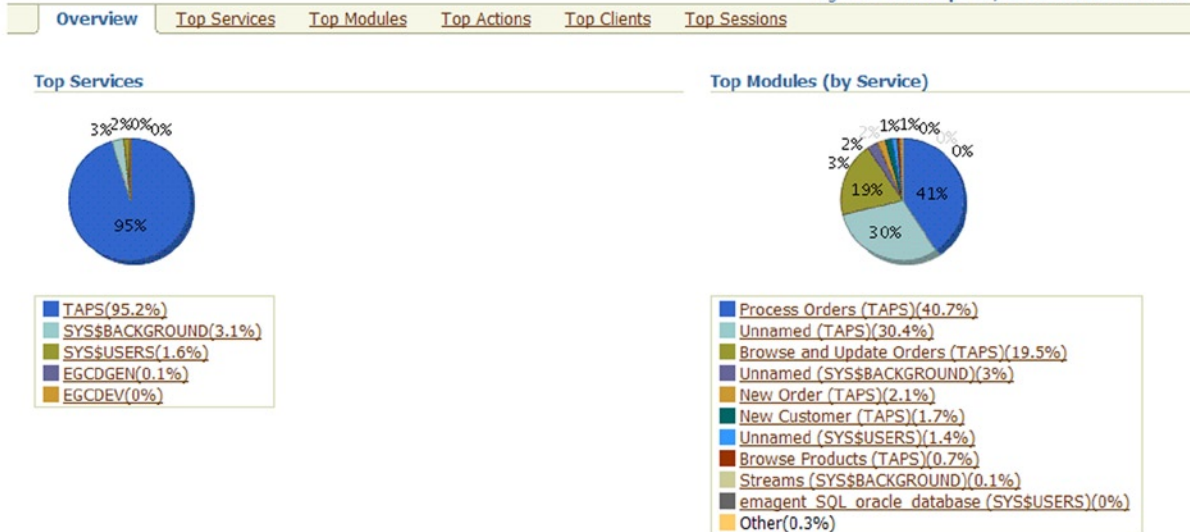 Overview Top Services Top Modules Top Actions Top Clients Top Sessions
Top Services
3% 2% 0% 0%
95%
TAPS(95.2%)
SYS$BACKGROUND(3.1%)
SYS$USERS(1.6%)
EGCDGEN(0.1%)
EGCDEV(0%)
Top Modules (by Service)
3% 2% 2% 1% 1% 0% 0% 0%
19% 41%
30%
Process Orders (TAPS)(40.7%)
Unnamed (TAPS)(30.4%)
Browse and Update Orders (TAPS)(19.5%)
Unnamed (SYS$BACKGROUND)(3%)
New Order (TAPS)(2.1%)
New Customer (TAPS)(1.7%)
Unnamed (SYS$USERS)(1.4%)
Browse Products (TAPS)(0.7%)
Streams (SYS$BACKGROUND)(0.1%)
emagent_SQL_oracle_database (SYS$USERS)(0%)
Other(0.3%)